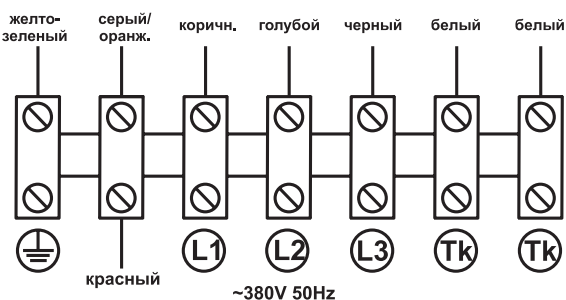 желто-
зеленый
серый/
оранж.
коричн.
голубой
черный
белый
белый
L1
L2
L3
Tk
Tk
красный
~380V 50Hz